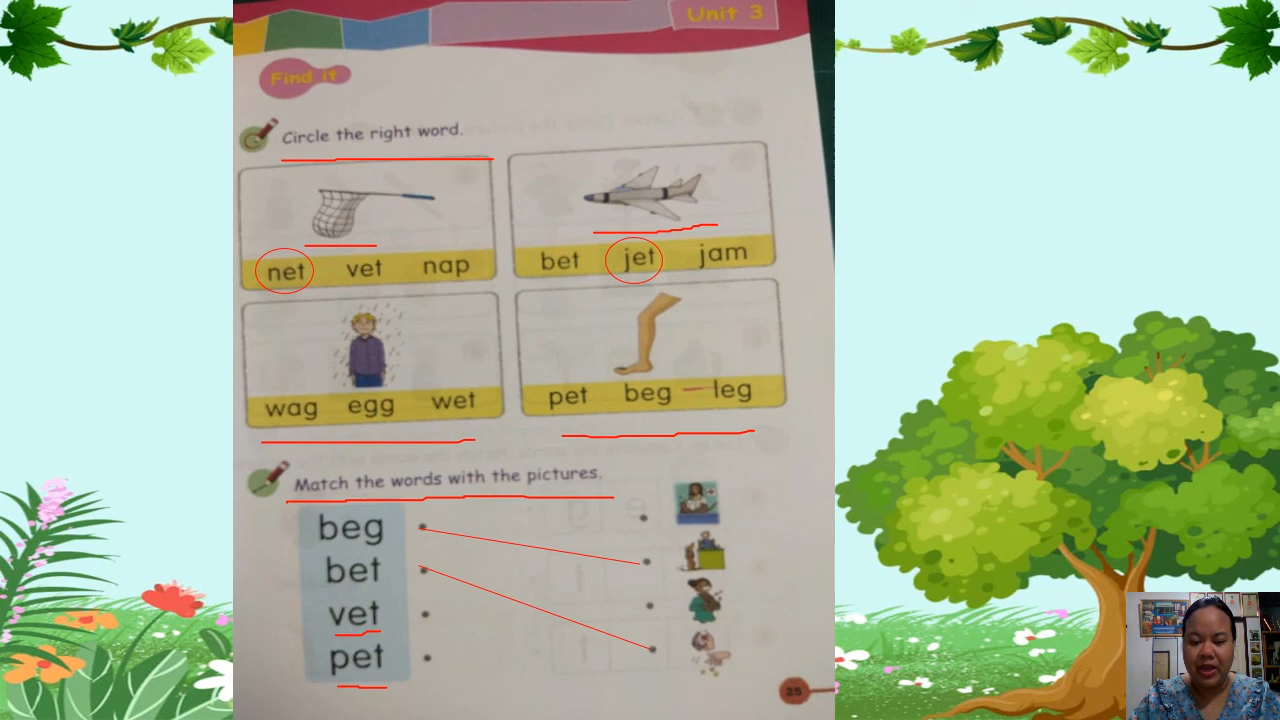 Unit 3
Find it
Circle the right word.
net vet nap
bet jet jam
wag egg wet
pet beg leg
Match the words with the pictures.
beg
bet
vet
pet
25